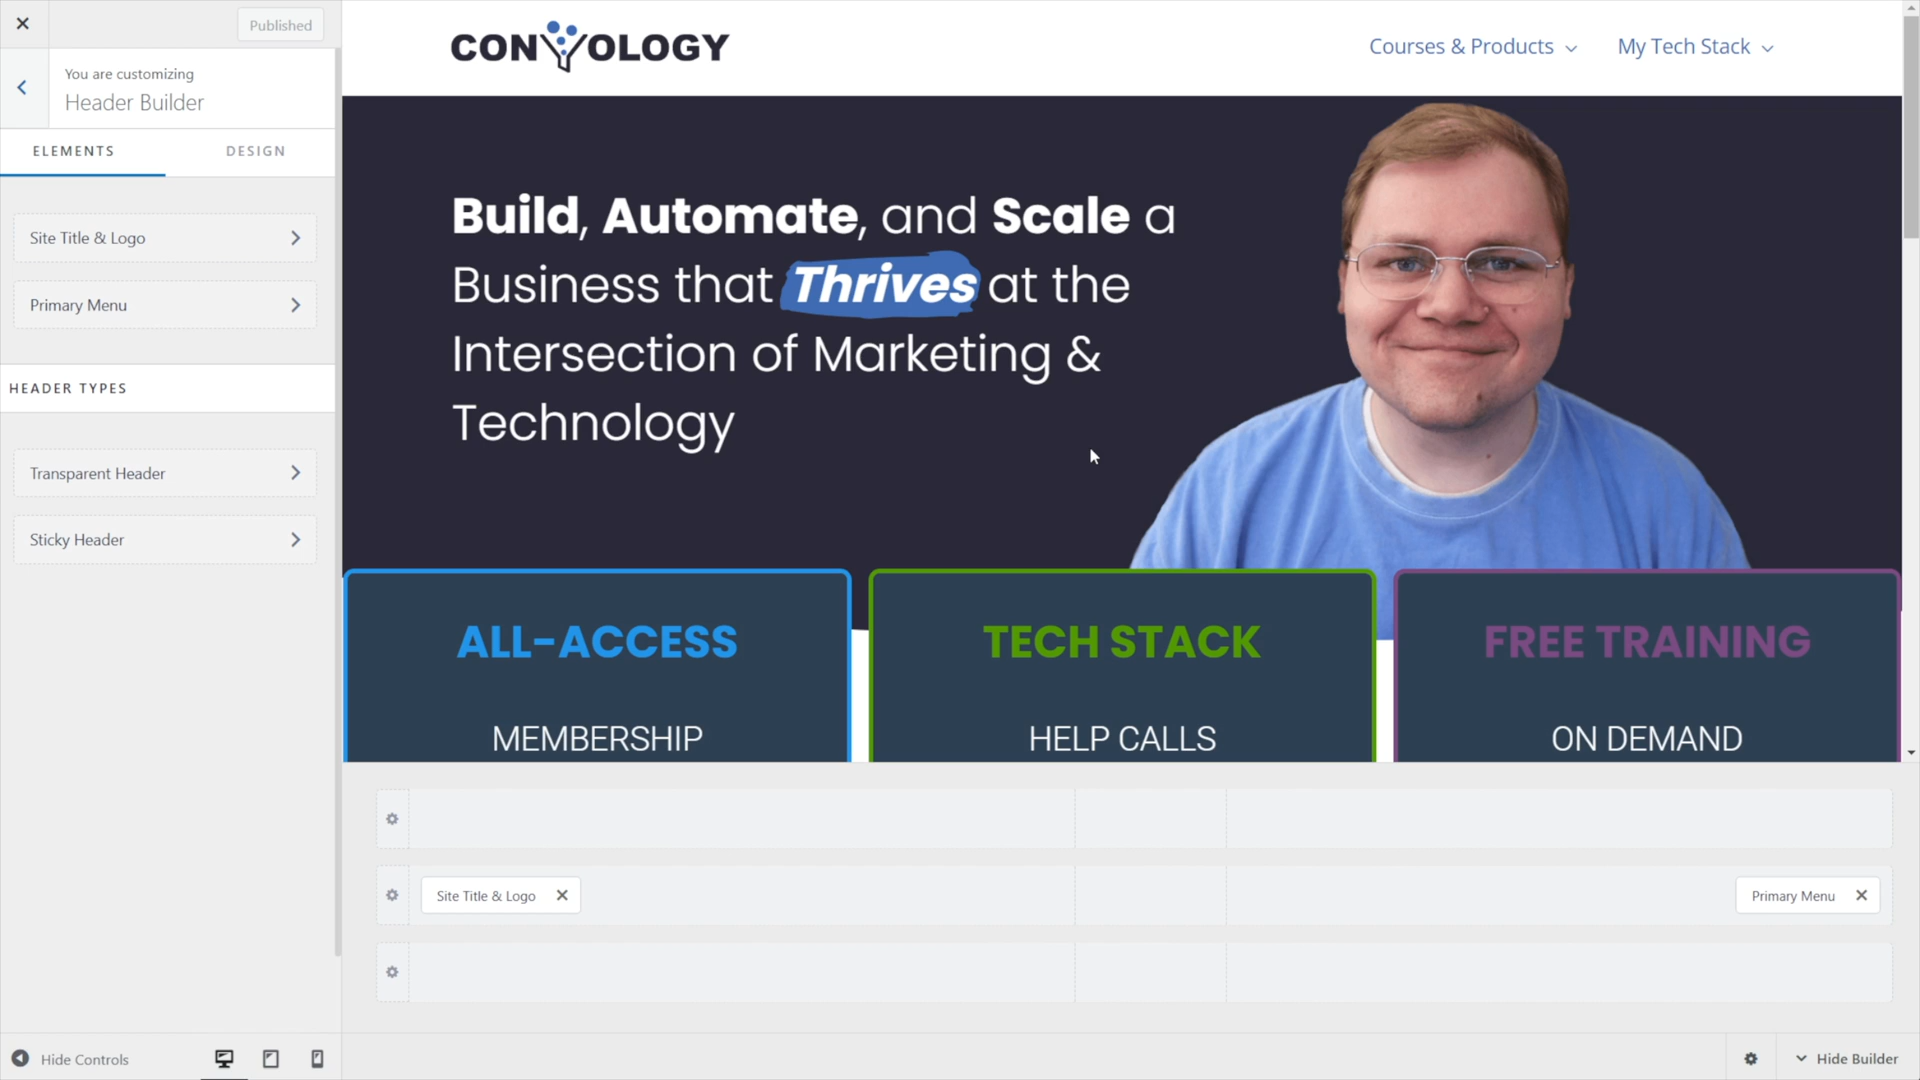 Published
You are customizing
Header Builder
ELEMENTS
DESIGN
Site Title & Logo
Primary Menu
HEADER TYPES
Transparent Header
Sticky Header
Hide Controls
CONVOLOGY
Courses & Products
My Tech Stack
Build, Automate, and Scale a
Business that Thrives at the
Intersection of Marketing &
Technology
ALL-ACCESS
MEMBERSHIP
TECH STACK
HELP CALLS
FREE TRAINING
ON DEMAND
Site Title & Logo
Primary Menu
Hide Builder